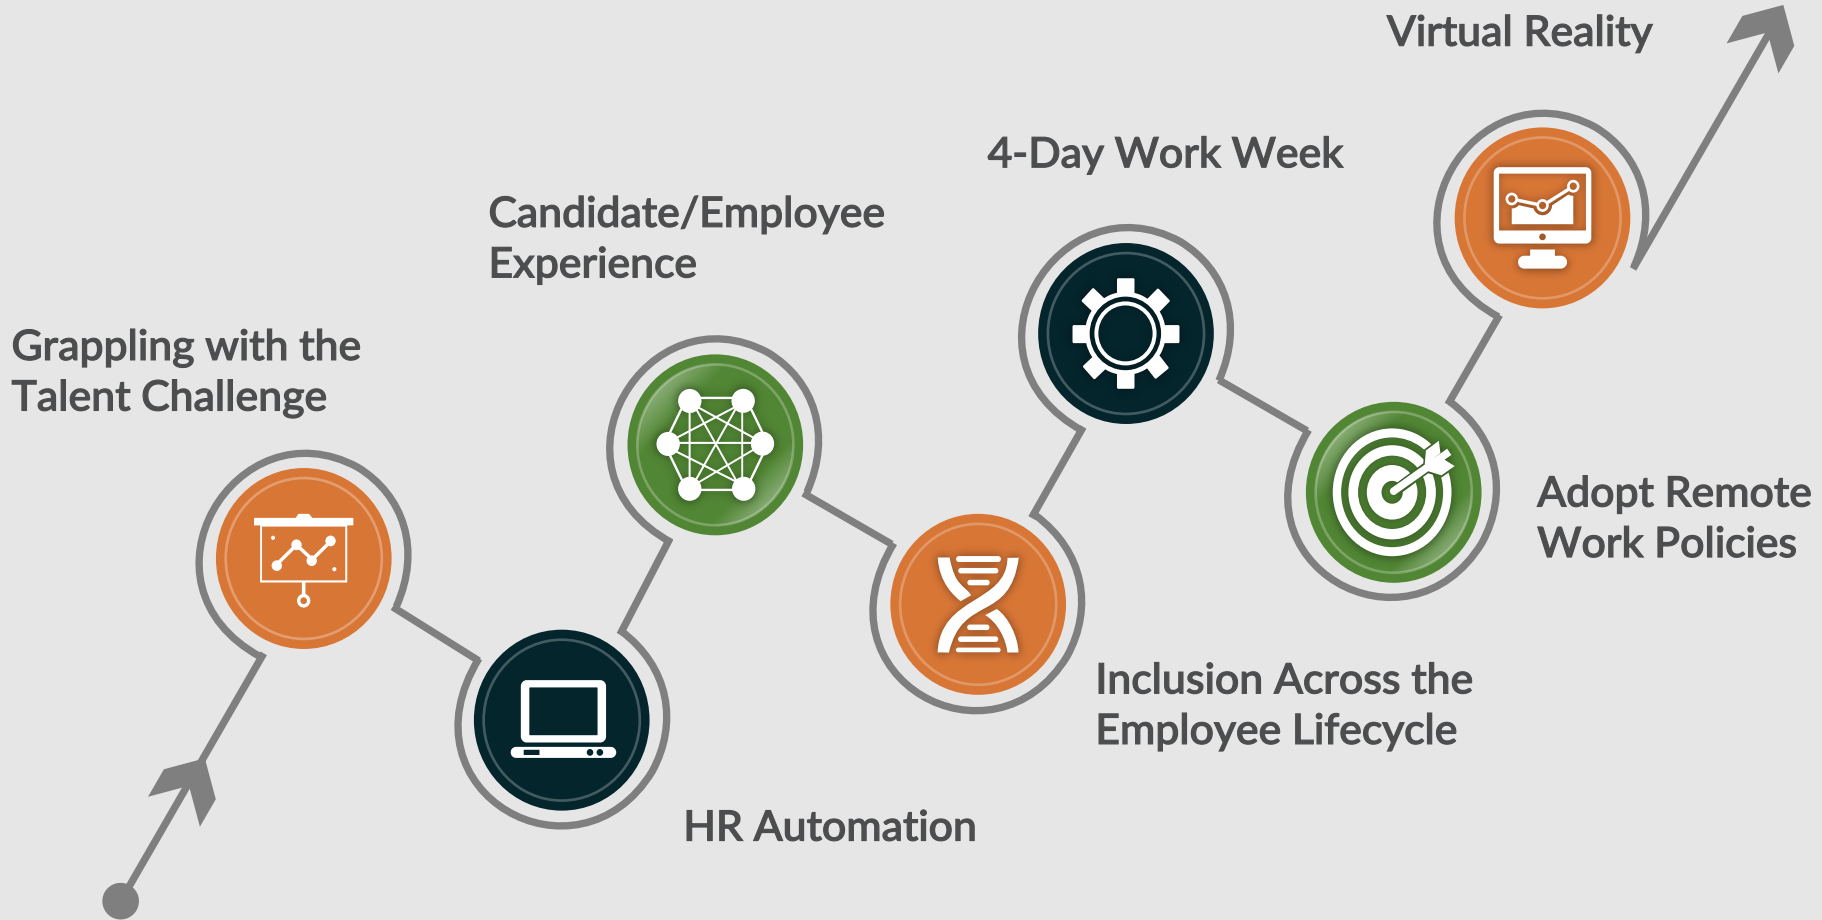 Virtual Reality
4-Day Work Week
Candidate/Employee
Experience
Grappling with the
Talent Challenge
Adopt Remote
Work Policies
Inclusion Across the
Employee Lifecycle
HR Automation